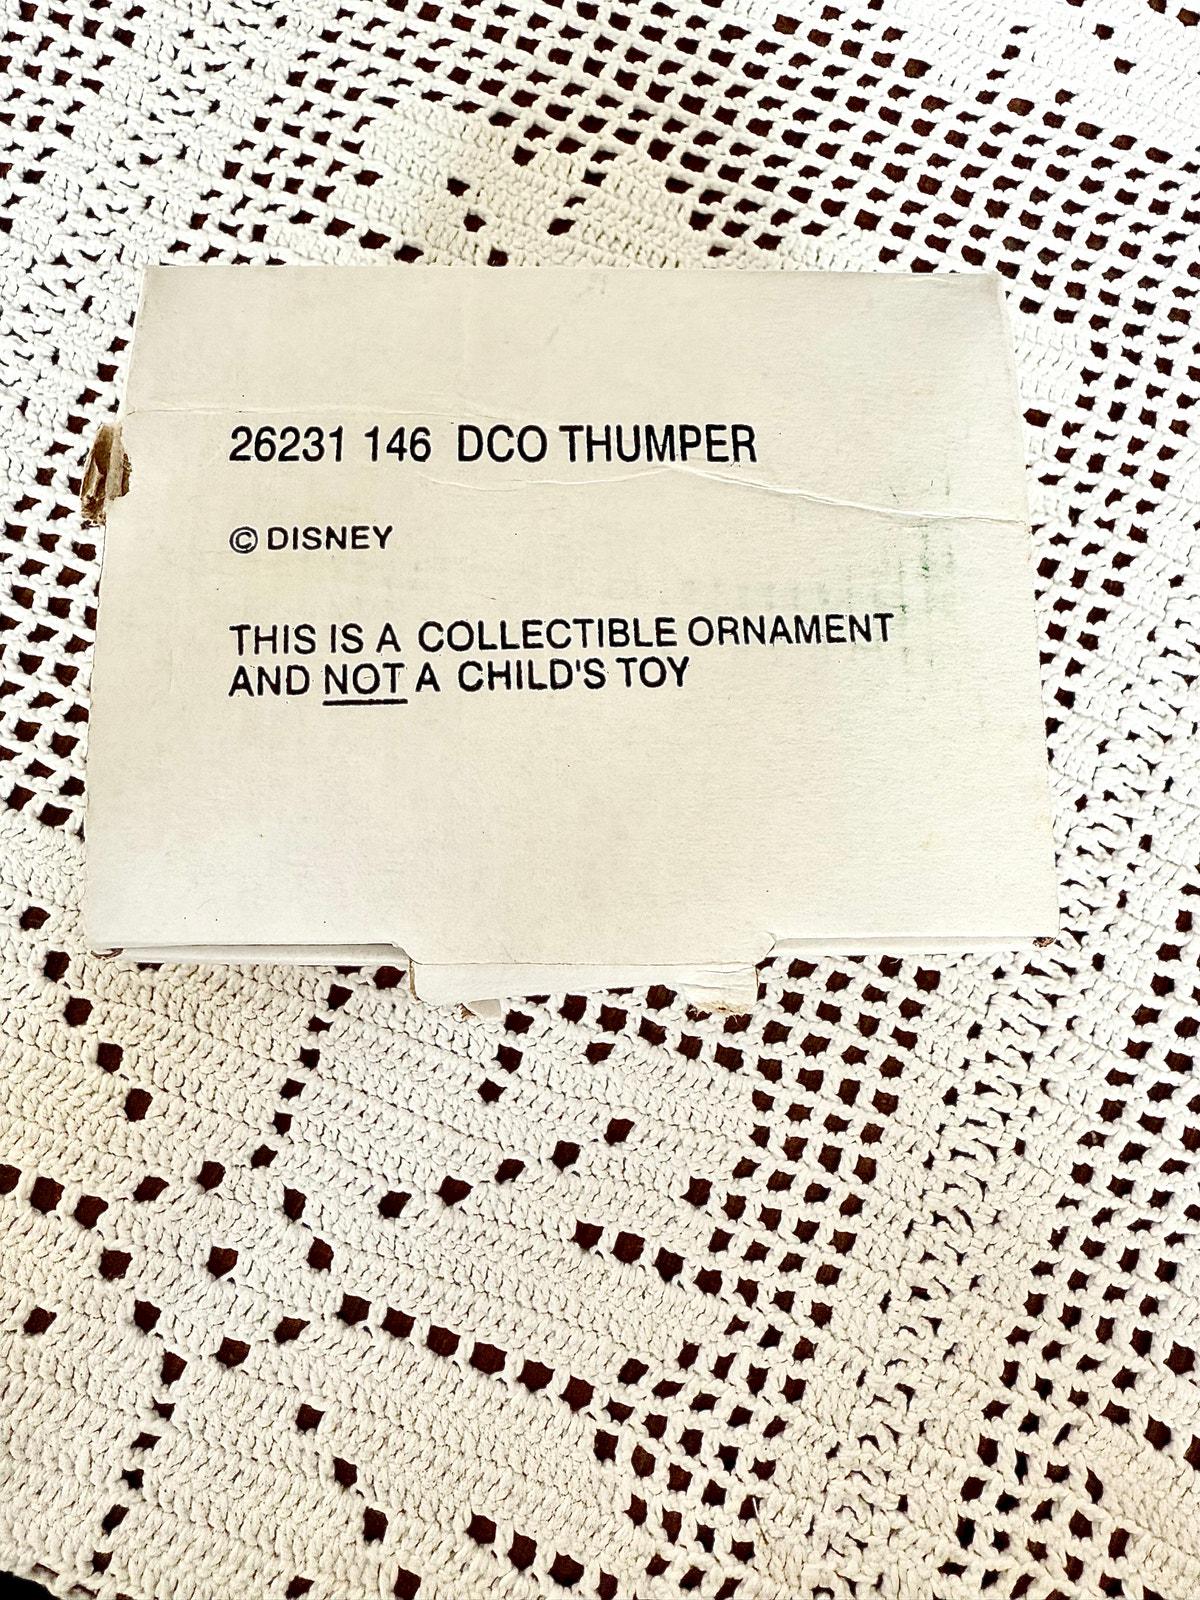 26231 146 DCO THUMPER
© DISNEY
THIS IS A COLLECTIBLE ORNAMENT
AND NOT A CHILD'S TOY